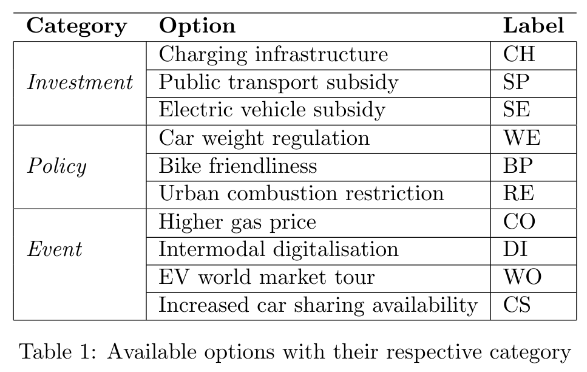 Category Option Label
Charging infrastructure CH
Investment Public transport subsidy SP
Electric vehicle subsidy SE
Car weight regulation WE
Policy Bike friendliness BP
Urban combustion restriction RE
Higher gas price CO
Event Intermodal digitalisation DI
EV world market tour WO
Increased car sharing availability CS
Table 1: Available options with their respective category